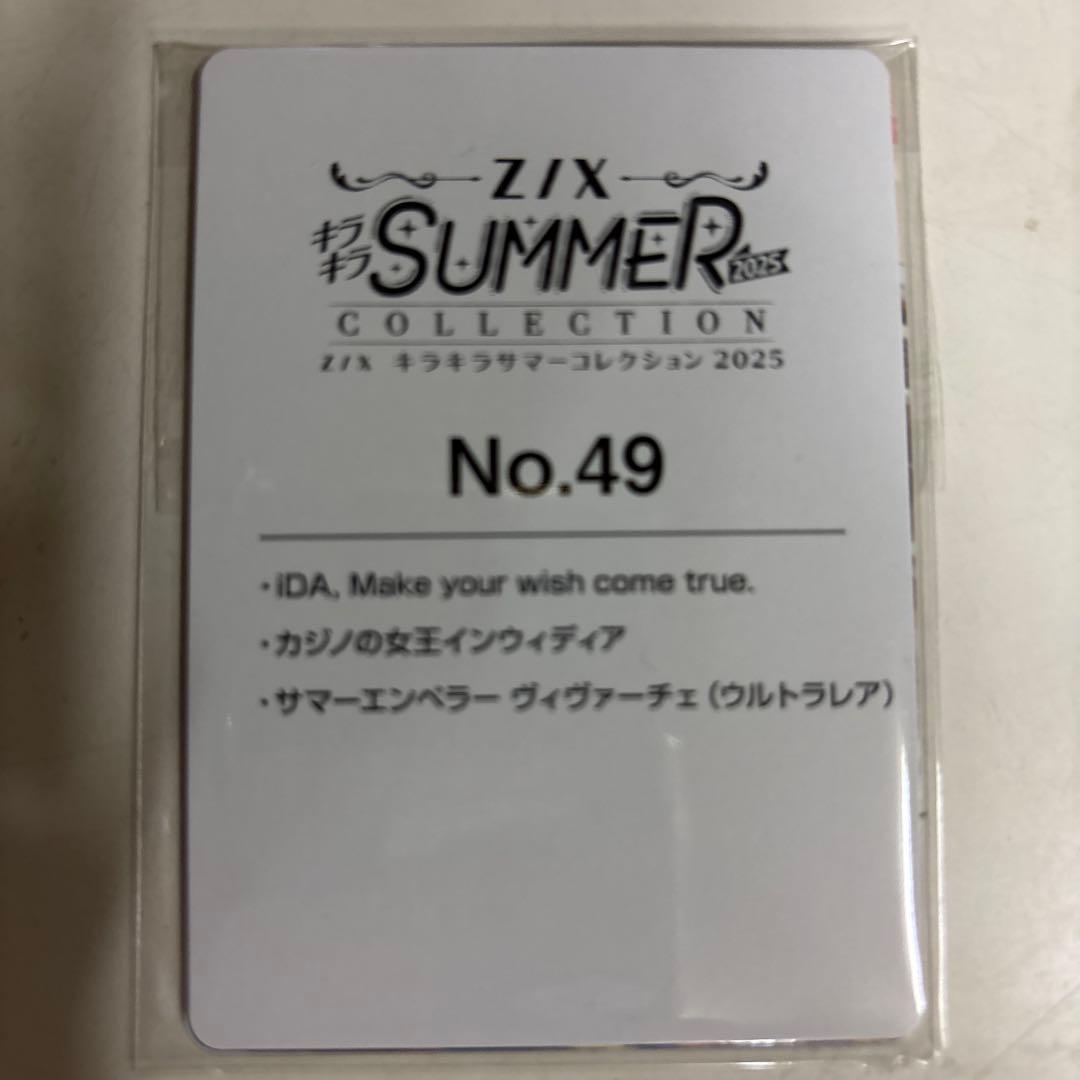 Z/X
キラキラ SUMMER 2025
COLLECTION
Z/X キラキラサマーコレクション 2025
No.49
・iDA, Make your wish come true.
・カジノの女王インウィディア
・サマーエンペラー ヴィヴァーチェ（ウルトラレア）